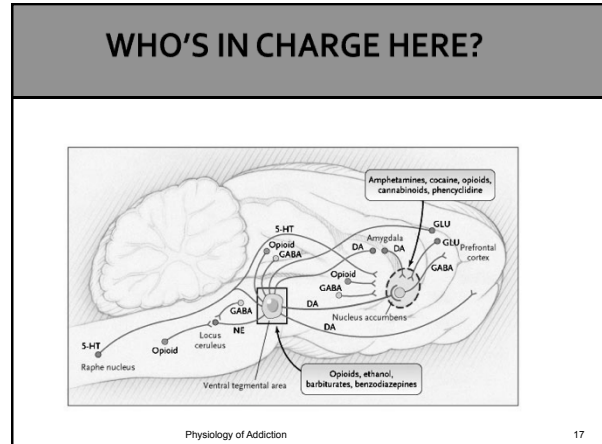 WHO'S IN CHARGE HERE?
Amphetamines, cocaine, opioids,
cannabinoids, phencyclidine
5-HT
Opioid
GABA
DA
Amygdala
DA
GLU
GLU
Prefrontal
cortex
GABA
Opioid
GABA
DA
Nucleus accumbens
DA
GABA
NE
Locus
ceruleus
5-HT
Raphe nucleus
Opioid
Ventral tegmental area
Opioids, ethanol,
barbiturates, benzodiazepines
Physiology of Addiction
17